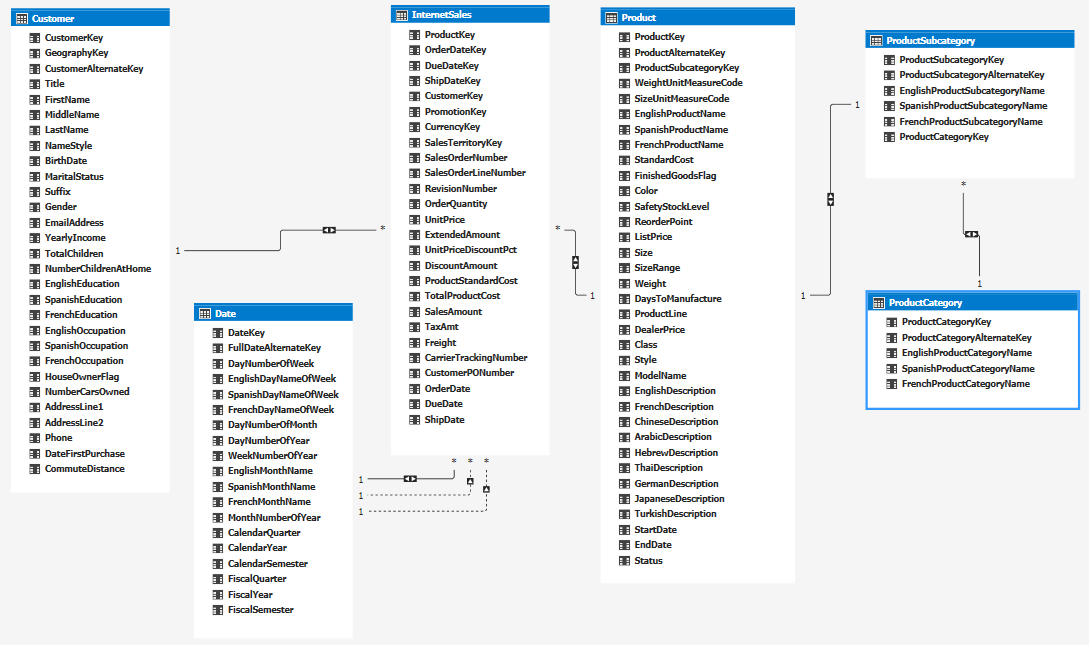 Customer
CustomerKey
GeographyKey
CustomerAlternateKey
Title
FirstName
MiddleName
LastName
NameStyle
BirthDate
MaritalStatus
Suffix
Gender
EmailAddress
YearlyIncome
TotalChildren
NumberChildrenAtHome
EnglishEducation
SpanishEducation
FrenchEducation
EnglishOccupation
SpanishOccupation
FrenchOccupation
HouseOwnerFlag
NumberCarsOwned
AddressLine1
AddressLine2
Phone
DateFirstPurchase
CommuteDistance
1
*
Date
DateKey
FullDateAlternateKey
DayNumberOfWeek
EnglishDayNameOfWeek
SpanishDayNameOfWeek
FrenchDayNameOfWeek
DayNumberOfMonth
DayNumberOfYear
WeekNumberOfYear
EnglishMonthName
SpanishMonthName
FrenchMonthName
MonthNumberOfYear
CalendarQuarter
CalendarYear
CalendarSemester
FiscalQuarter
FiscalYear
FiscalSemester
InternetSales
ProductKey
OrderDateKey
DueDateKey
ShipDateKey
CustomerKey
PromotionKey
CurrencyKey
SalesTerritoryKey
SalesOrderNumber
SalesOrderLineNumber
RevisionNumber
OrderQuantity
UnitPrice
ExtendedAmount
UnitPriceDiscountPct
DiscountAmount
ProductStandardCost
TotalProductCost
SalesAmount
TaxAmt
Freight
CarrierTrackingNumber
CustomerPONumber
OrderDate
DueDate
ShipDate
* * *
1
1
1
*
1
Product
ProductKey
ProductAlternateKey
ProductSubcategoryKey
WeightUnitMeasureCode
SizeUnitMeasureCode
EnglishProductName
SpanishProductName
FrenchProductName
StandardCost
FinishedGoodsFlag
Color
SafetyStockLevel
ReorderPoint
ListPrice
Size
SizeRange
Weight
DaysToManufacture
ProductLine
DealerPrice
Class
Style
ModelName
EnglishDescription
FrenchDescription
ChineseDescription
ArabicDescription
HebrewDescription
ThaiDescription
GermanDescription
JapaneseDescription
TurkishDescription
StartDate
EndDate
Status
1
1
ProductSubcategory
ProductSubcategoryKey
ProductSubcategoryAlternateKey
EnglishProductSubcategoryName
SpanishProductSubcategoryName
FrenchProductSubcategoryName
ProductCategoryKey
*
1
ProductCategory
ProductCategoryKey
ProductCategoryAlternateKey
EnglishProductCategoryName
SpanishProductCategoryName
FrenchProductCategoryName